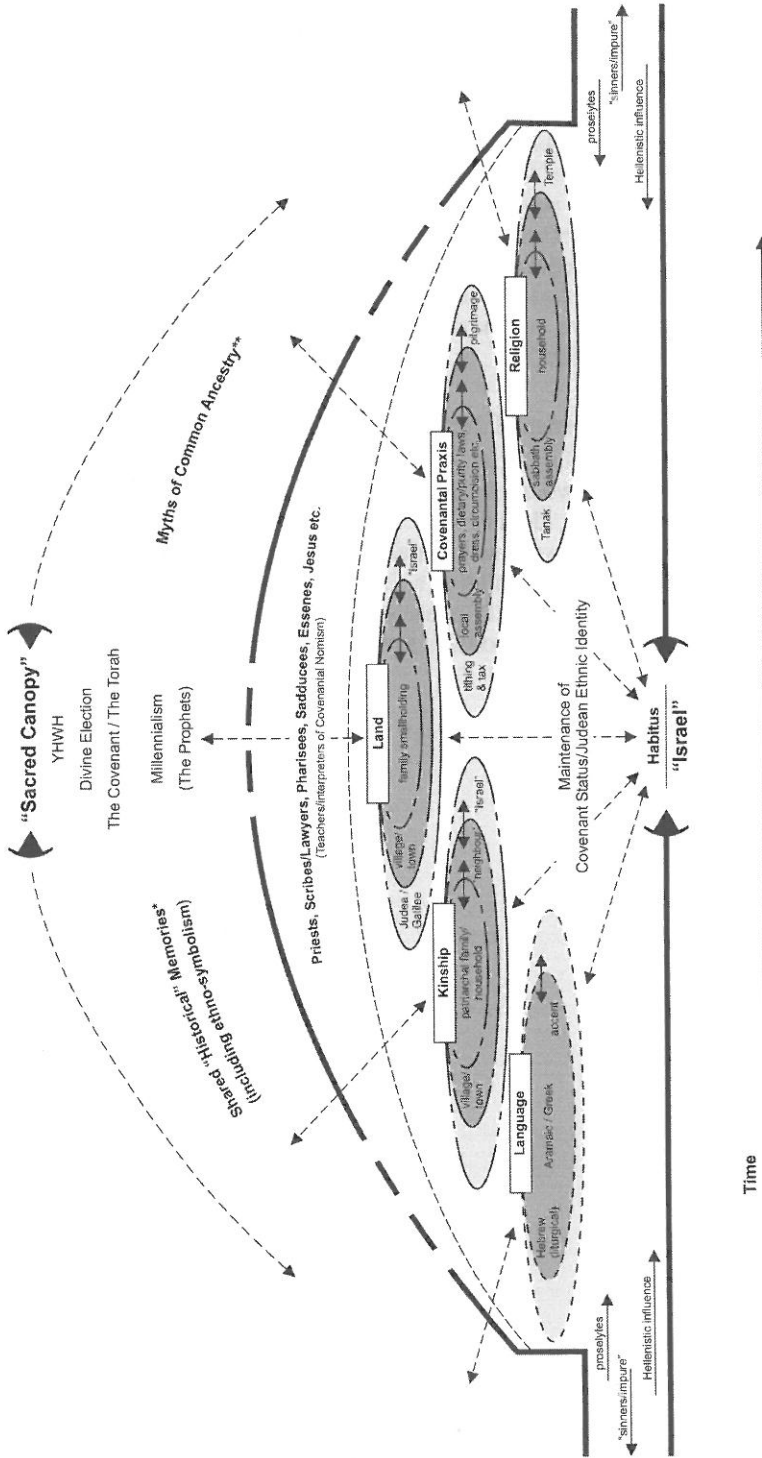 "Sacred Canopy"
YHWH
Divine Election
The Covenant / The Torah
Millennialism
(The Prophets)
Shared "Historical" Memories*
(including ethno-symbolism)
Myths of Common Ancestry**
Priests, Scribes/Lawyers, Pharisees, Sadducees, Essenes, Jesus etc.
(Teachers/interpreters of Covenantal Nomism)
Land
Judea /
Galilee
village/
town
family smallholding
"Israel"
Kinship
village/
town
patriarchal family/
household
neighbour
"Israel"
Covenantal Praxis
tithing
& tax
local
assembly
prayers, dietary/purity laws,
dress, circumcision etc.
pilgrimage
Language
Hebrew
(liturgical)
Aramaic / Greek
accent
Religion
Tanak
sabbath
assembly
household
Temple
Maintenance of
Covenant Status/Judean Ethnic Identity
Habitus
"Israel"
proselytes
"sinners/impure"
Hellenistic influence
proselytes
"sinners/impure"
Hellenistic influence
Time